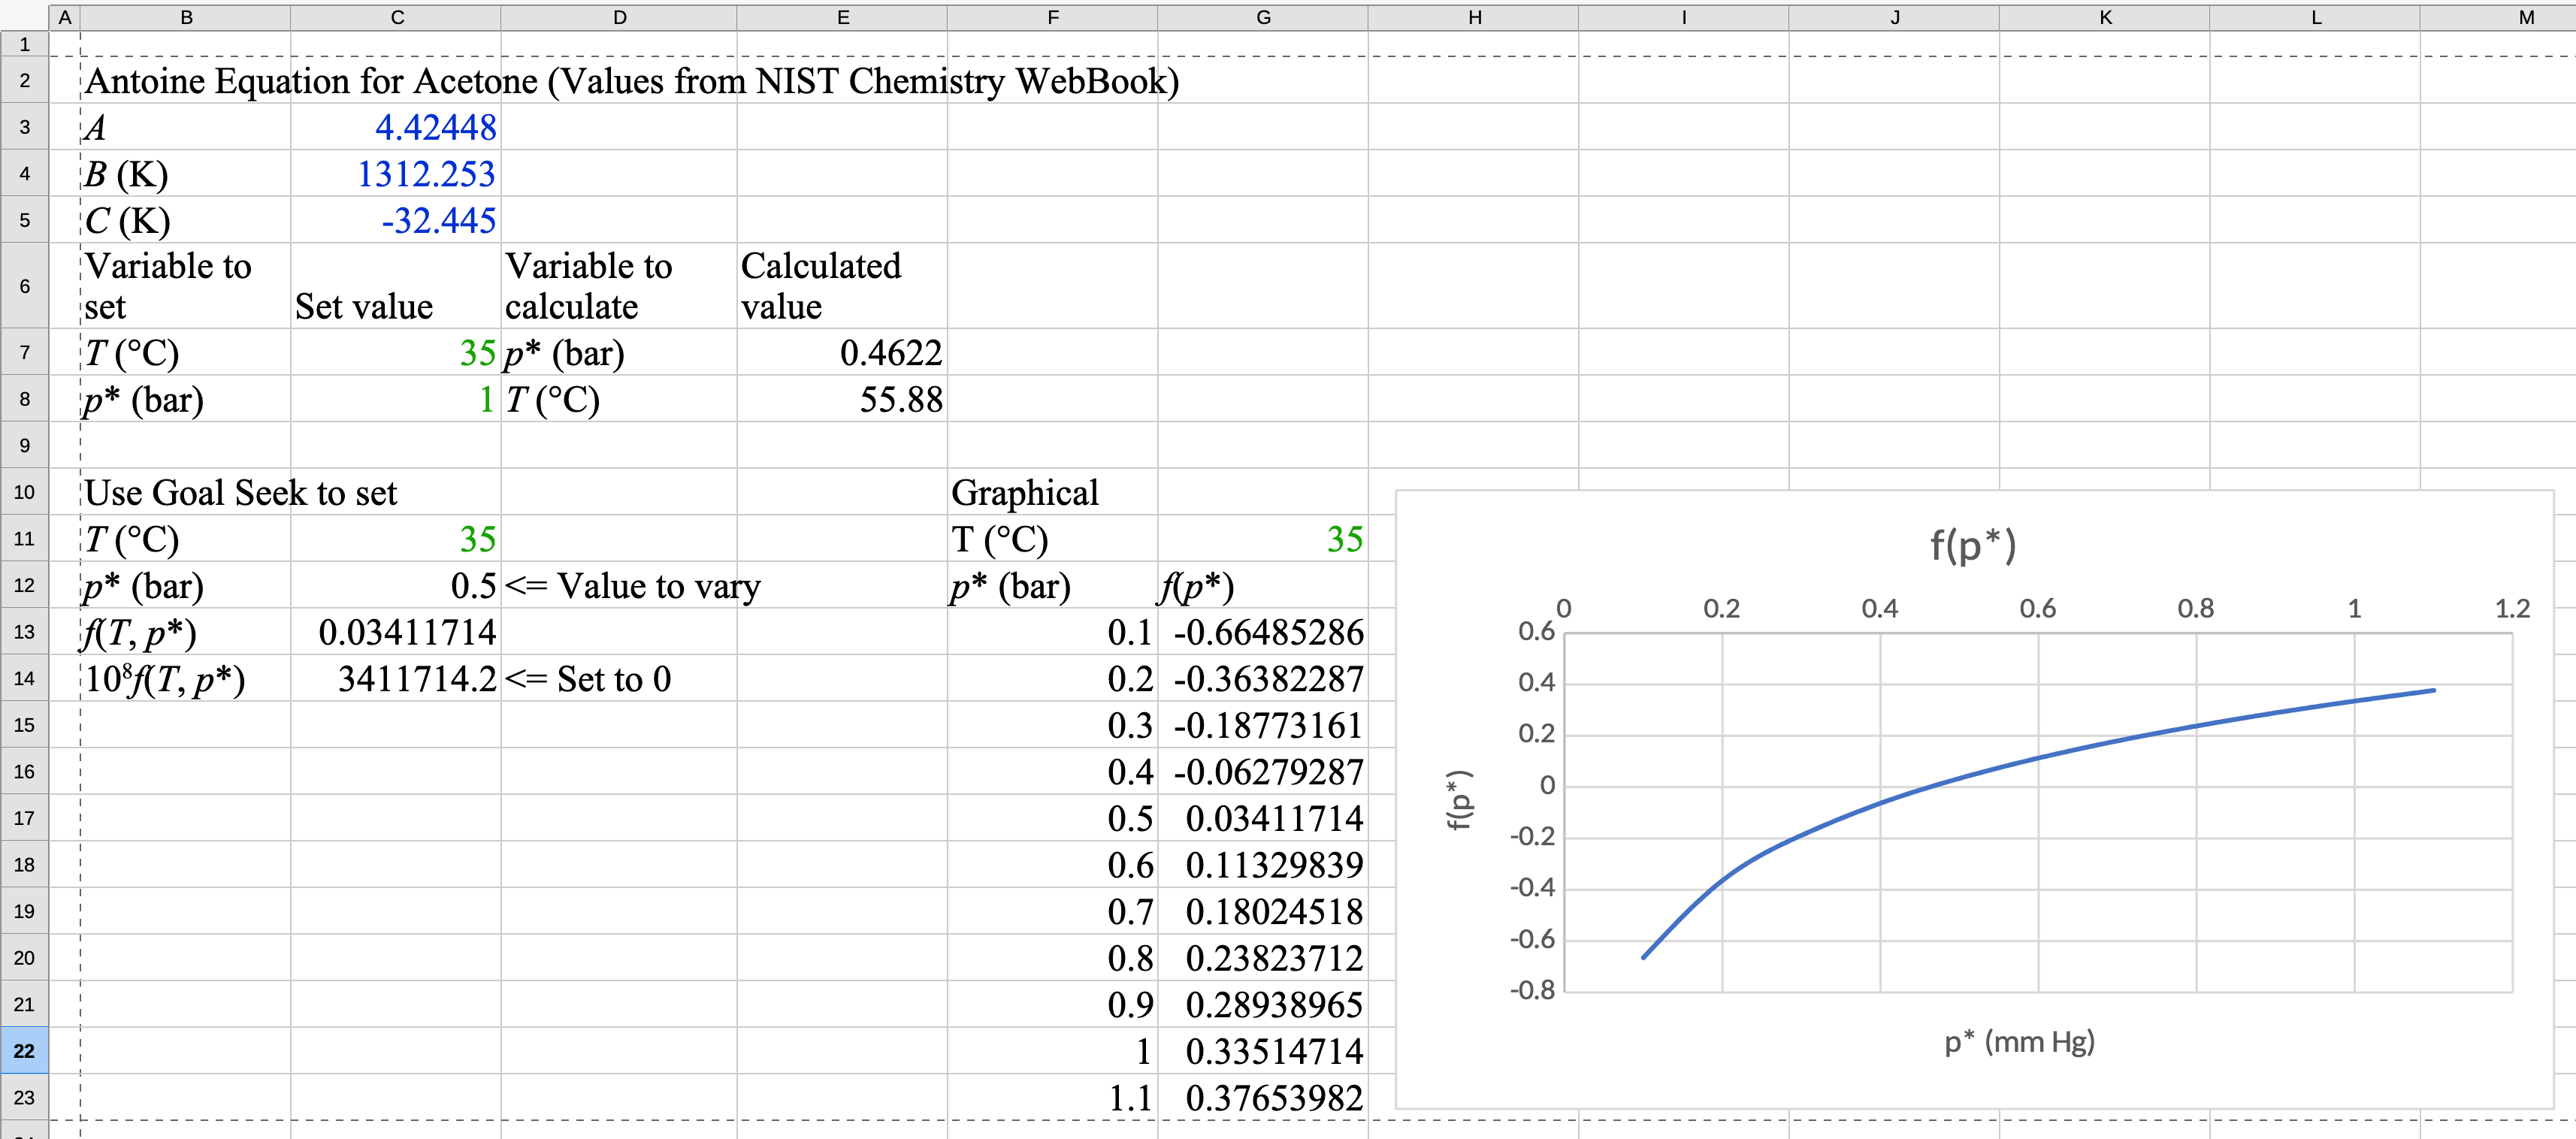 A B C D E F G H I J K L M
1
2 Antoine Equation for Acetone (Values from NIST Chemistry WebBook)
3 A 4.42448
4 B (K) 1312.253
5 C (K) -32.445
6 Variable to set Set value Variable to calculate Calculated value
7 T (°C) 35 p* (bar) 0.4622
8 p* (bar) 1 T (°C) 55.88
9
10 Use Goal Seek to set Graphical
11 T (°C) 35 T (°C) 35
12 p* (bar) 0.5 <= Value to vary p* (bar) f(p*)
13 f(T, p*) 0.03411714 0.1 -0.66485286
14 10⁸f(T, p*) 3411714.2 <= Set to 0 0.2 -0.36382287
15 0.3 -0.18773161
16 0.4 -0.06279287
17 0.5 0.03411714
18 0.6 0.11329839
19 0.7 0.18024518
20 0.8 0.23823712
21 0.9 0.28938965
22 1 0.33514714
23 1.1 0.37653982
f(p*)
0 0.2 0.4 0.6 0.8 1 1.2
0.6
0.4
0.2
0
-0.2
-0.4
-0.6
-0.8
f(p*)
p* (mm Hg)